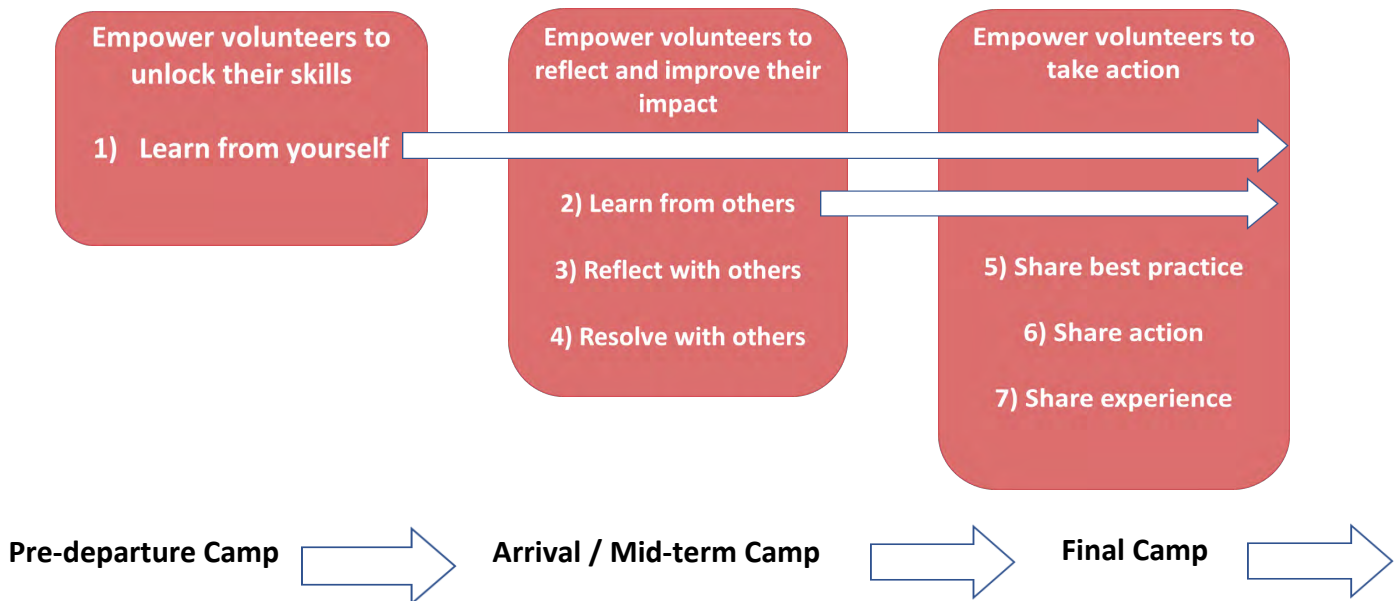 Empower volunteers to
unlock their skills
1) Learn from yourself
Empower volunteers to
reflect and improve their
impact
2) Learn from others
3) Reflect with others
4) Resolve with others
Empower volunteers to
take action
5) Share best practice
6) Share action
7) Share experience
Pre-departure Camp
Arrival / Mid-term Camp
Final Camp